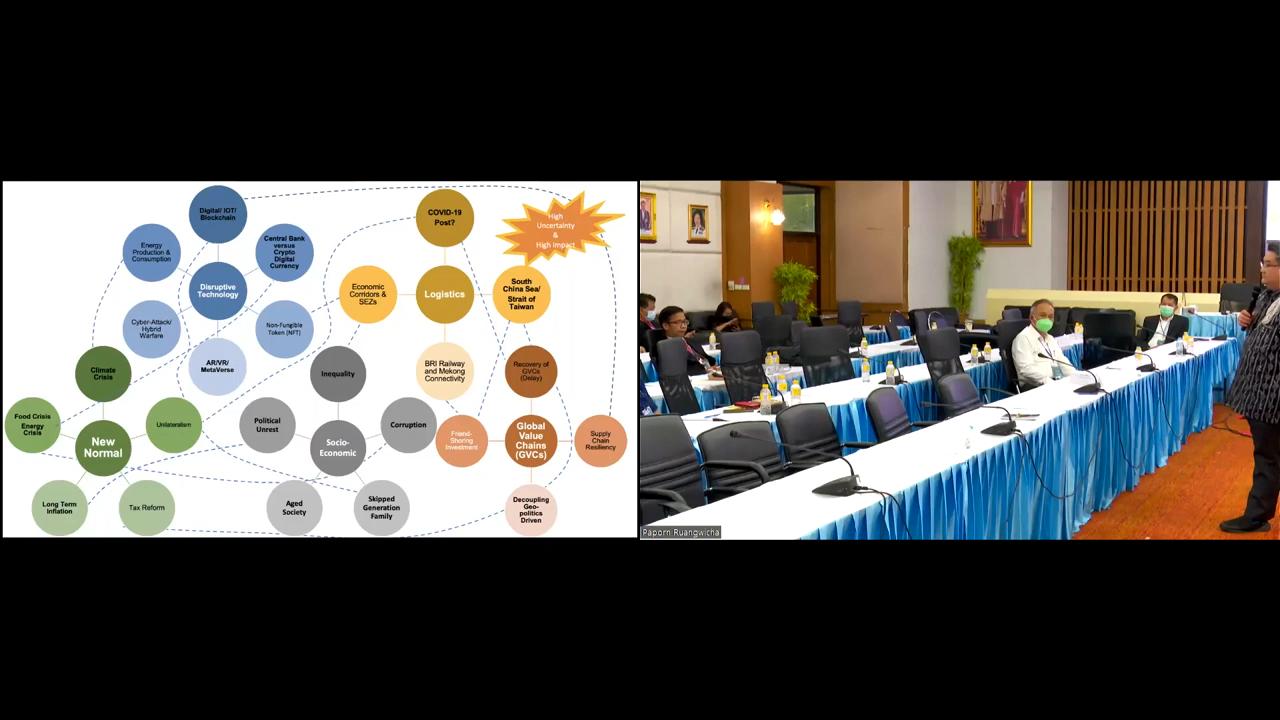 Digital/ IOT/
Blockchain
Energy
Production &
Consumption
Central Bank
versus
Crypto
Digital
Currency
Disruptive
Technology
Cyber-Attack/
Hybrid
Warfare
Non-Fungible
Token (NFT)
AR/VR/
MetaVerse
COVID-19
Post?
High
Uncertainty
&
High Impact
Economic
Corridors &
SEZs
Logistics
South
China Sea/
Strait of
Taiwan
BRI Railway
and Mekong
Connectivity
Climate
Crisis
Food Crisis
Energy
Crisis
Unilateralism
New
Normal
Long Term
Inflation
Tax Reform
Inequality
Political
Unrest
Corruption
Socio-
Economic
Aged
Society
Skipped
Generation
Family
Recovery of
GVCs
(Delay)
Friend-
Shoring
Investment
Global
Value
Chains
(GVCs)
Supply
Chain
Resiliency
Decoupling
Geo-
politics
Driven
Paporn Ruangwicha